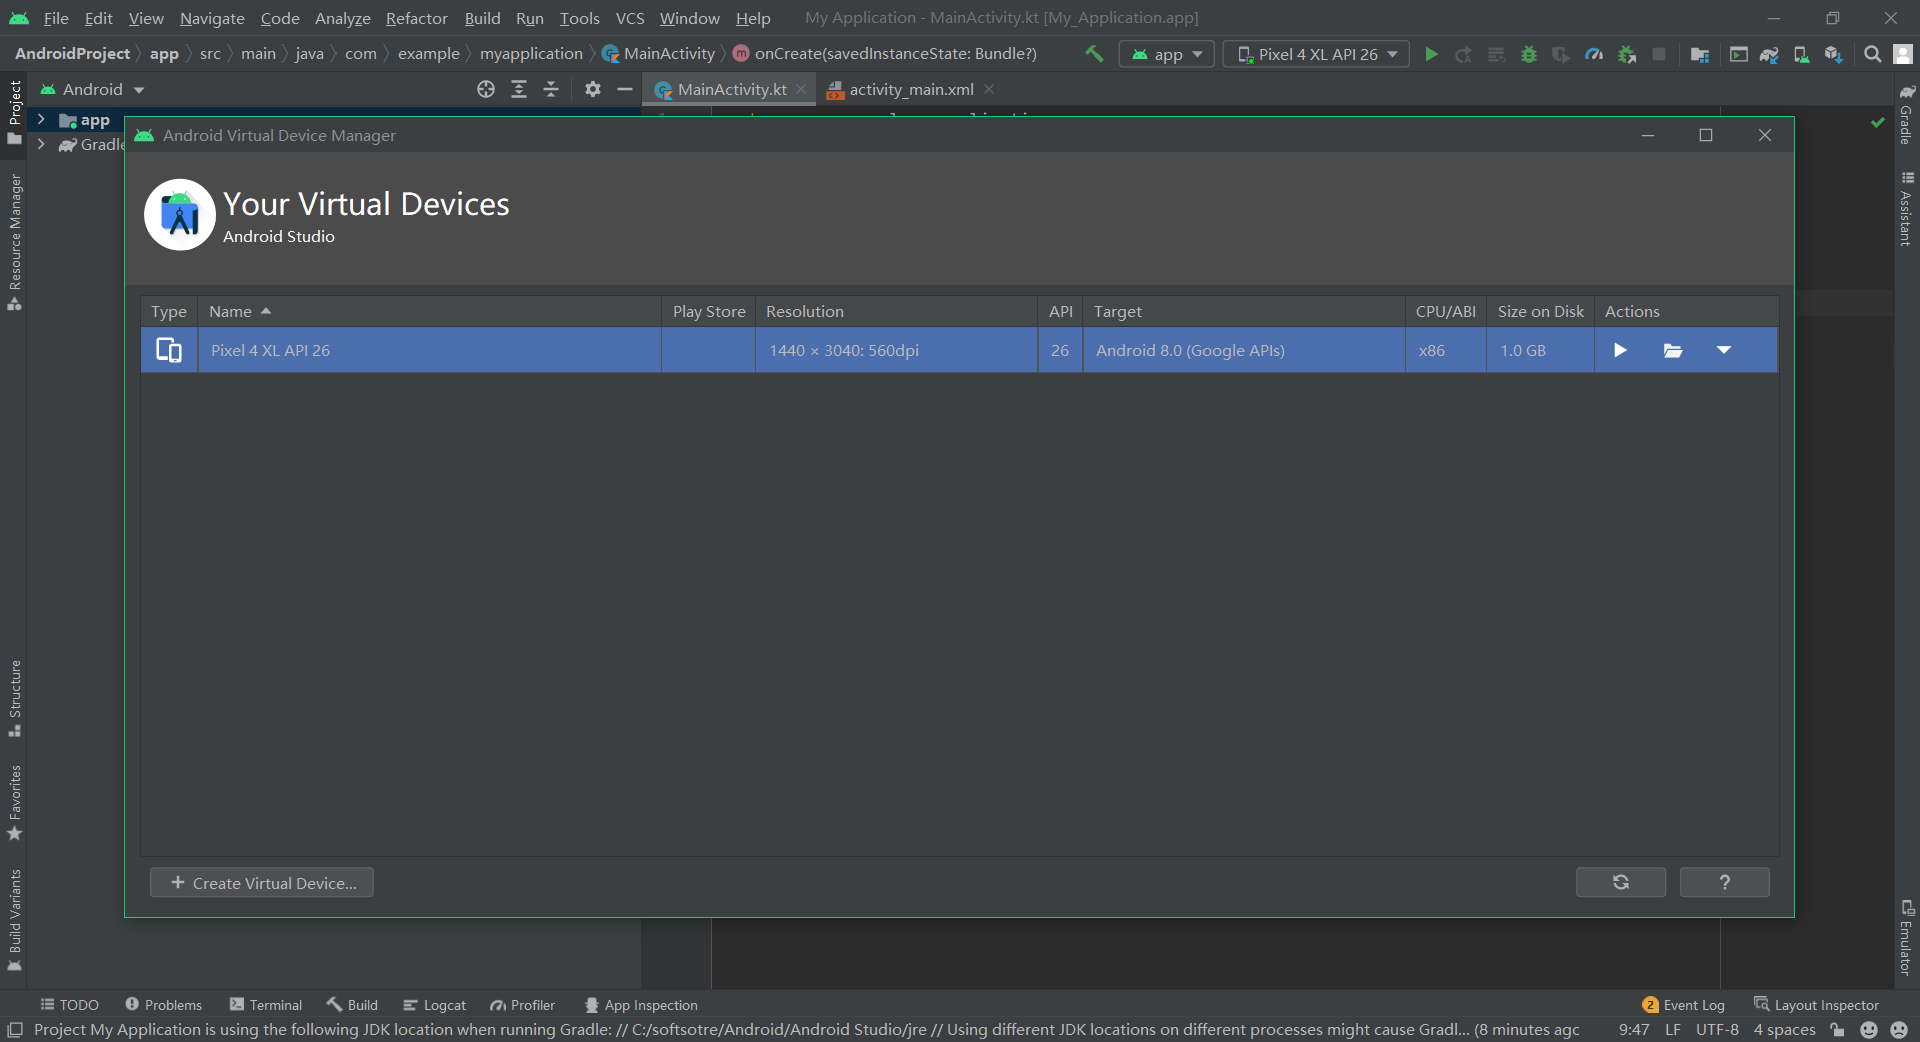 File Edit View Navigate Code Analyze Refactor Build Run Tools VCS Window Help My Application - MainActivity.kt [My_Application.app]
AndroidProject app src main java com example myapplication MainActivity onCreate(savedInstanceState: Bundle?) app Pixel 4 XL API 26
Android MainActivity.kt activity_main.xml
app
Gradle
Android Virtual Device Manager
Your Virtual Devices
Android Studio
Type Name Play Store Resolution API Target CPU/ABI Size on Disk Actions
Pixel 4 XL API 26 1440 × 3040: 560dpi 26 Android 8.0 (Google APIs) x86 1.0 GB
+ Create Virtual Device...
?
Project
Resource Manager
Structure
Favorites
Build Variants
Gradle
Assistant
Emulator
TODO Problems Terminal Build Logcat Profiler App Inspection 2 Event Log Layout Inspector
Project My Application is using the following JDK location when running Gradle: // C:/softsotre/Android/Android Studio/jre // Using different JDK locations on different processes might cause Gradl... (8 minutes agc 9:47 LF UTF-8 4 spaces